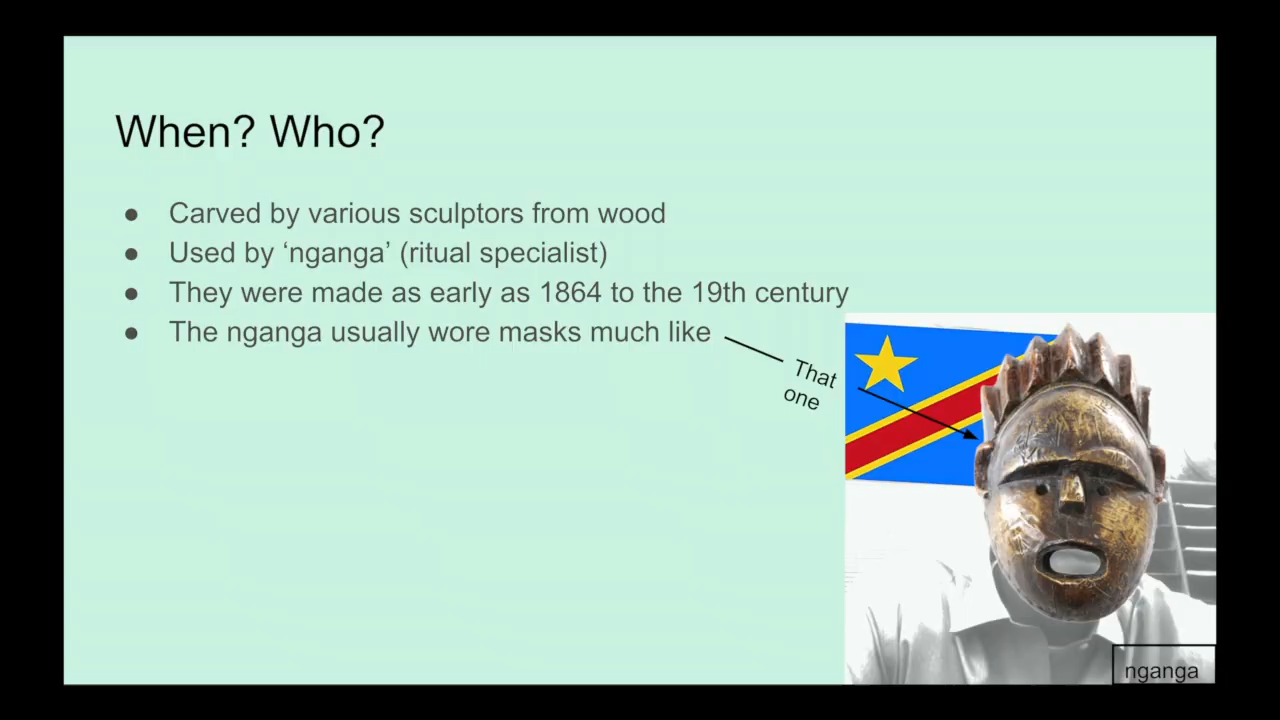 When? Who?
● Carved by various sculptors from wood
● Used by ‘nganga’ (ritual specialist)
● They were made as early as 1864 to the 19th century
● The nganga usually wore masks much like
That
one
nganga